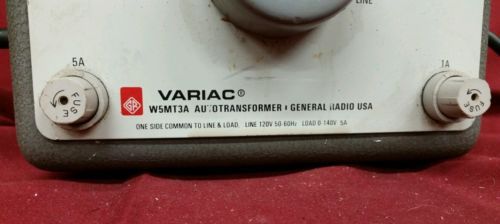 LINE
5A
1A
VARIAC®
GR
W5MT3A AUTOTRANSFORMER • GENERAL RADIO USA
ONE SIDE COMMON TO LINE & LOAD. LINE 120V 50-60Hz LOAD 0-140V 5A
FUSE
FUSE